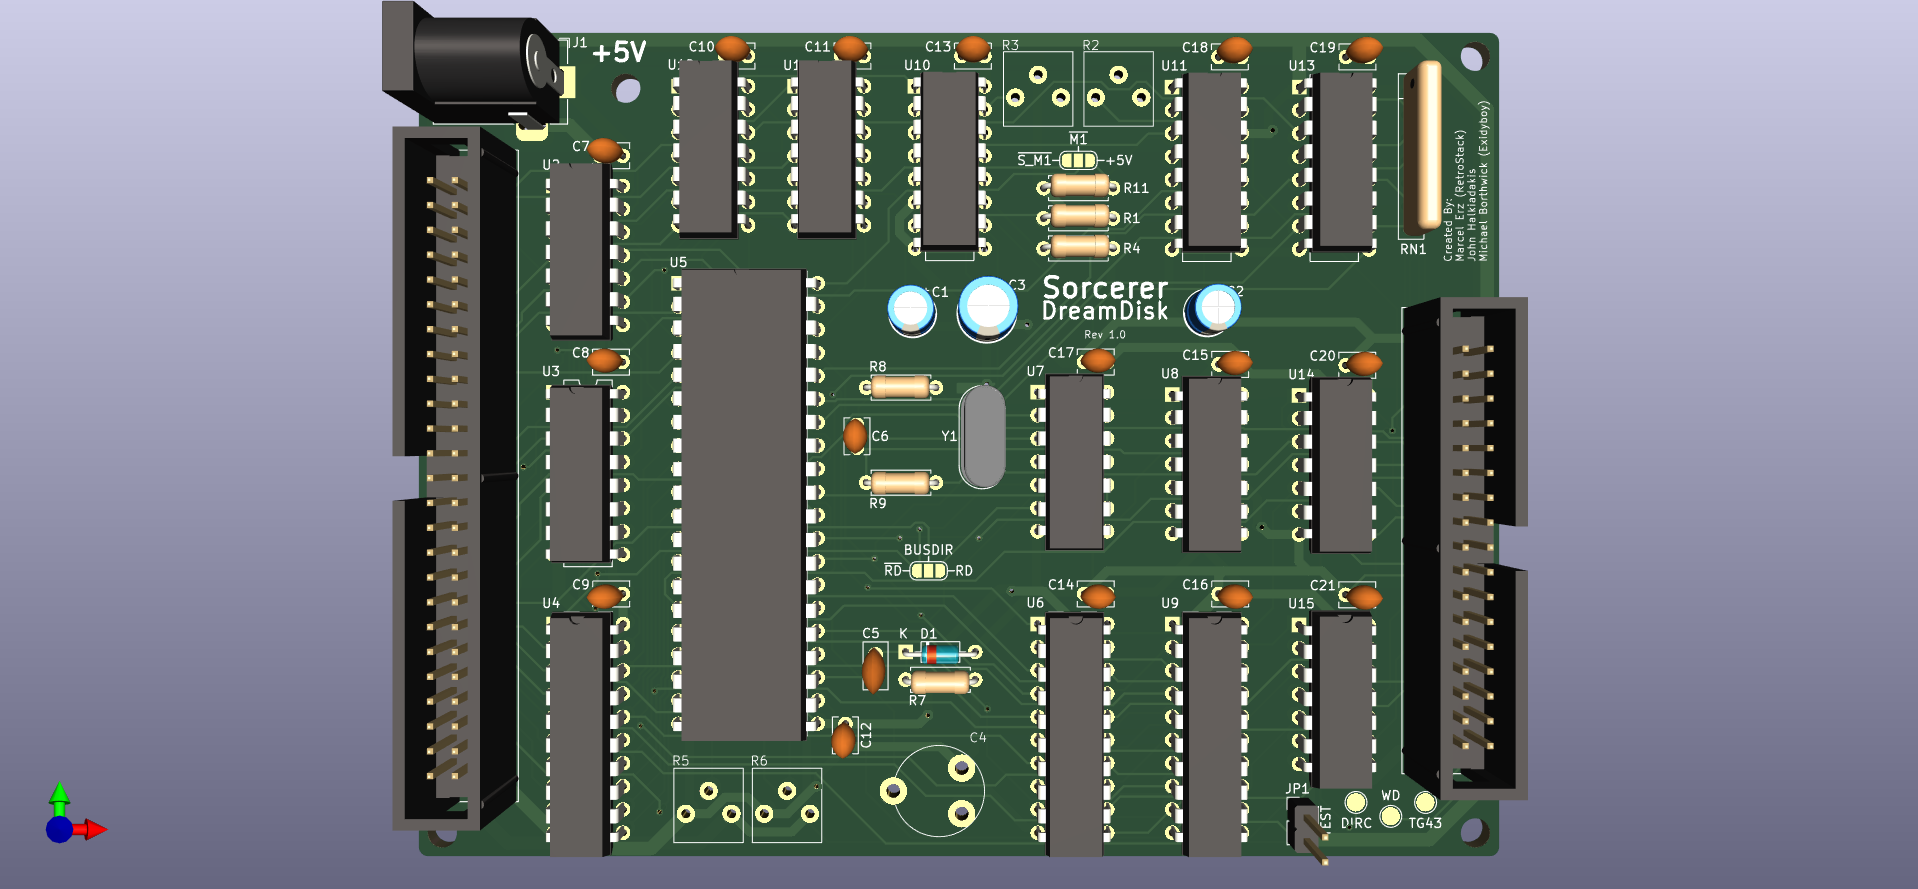 J1
+5V
C10
C11
C13
R3
R2
C18
C19
U10
U11
U13
C7
M1
S_M1
+5V
R11
R1
R4
RN1
Created By:
Marcel Erz (RetroStack)
John Halkiadakis
Michael Borthwick (Exidyboy)
U5
C1
C3
Sorcerer
DreamDisk
Rev 1.0
C8
U3
R8
C17
C15
C20
U7
U8
U14
C6
Y1
R9
BUSDIR
RD
RD
C9
U4
C14
C16
C21
U6
U9
U15
C5
K D1
R7
C12
C4
R5
R6
JP1
DIRC
WD
TG43